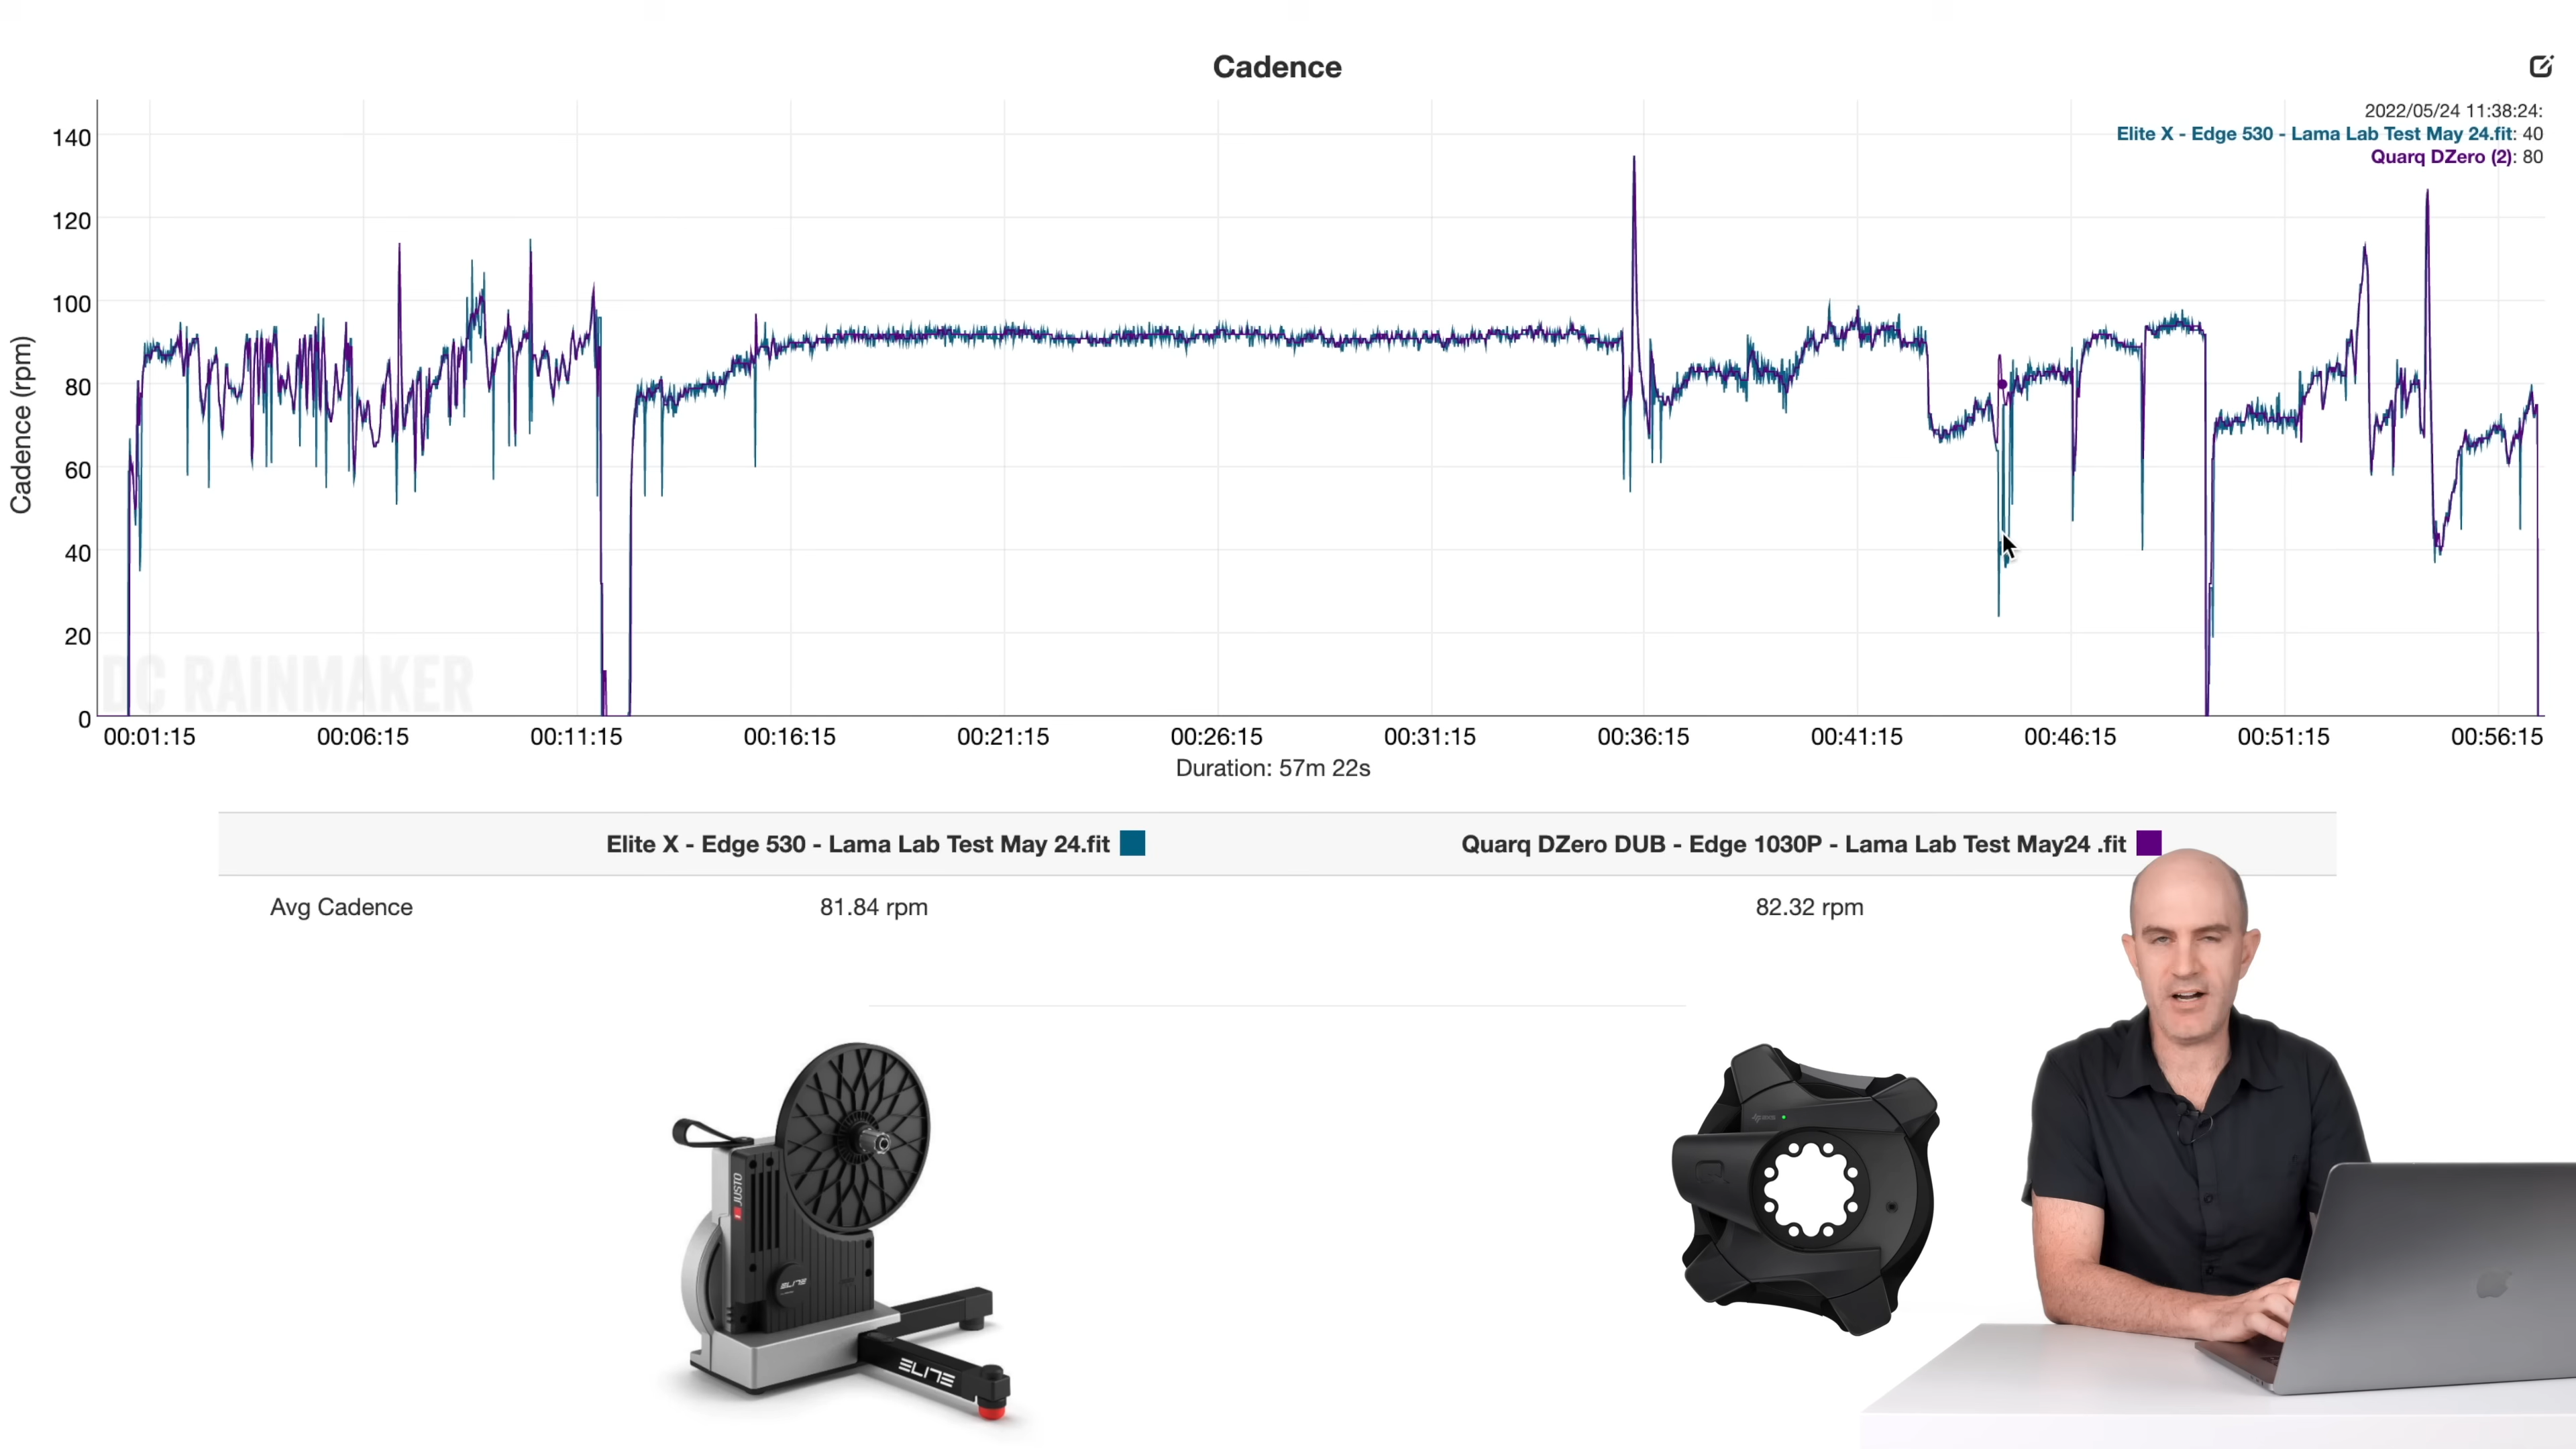 Cadence
2022/05/24 11:38:24:
Elite X - Edge 530 - Lama Lab Test May 24.fit: 40
Quarq DZero (2): 80
Cadence (rpm)
140
120
100
80
60
40
20
0
DC RAINMAKER
00:01:15 00:06:15 00:11:15 00:16:15 00:21:15 00:26:15 00:31:15 00:36:15 00:41:15 00:46:15 00:51:15 00:56:15
Duration: 57m 22s
Elite X - Edge 530 - Lama Lab Test May 24.fit Quarq DZero DUB - Edge 1030P - Lama Lab Test May24 .fit
Avg Cadence 81.84 rpm 82.32 rpm
JUSTO
ELITE
ELITE